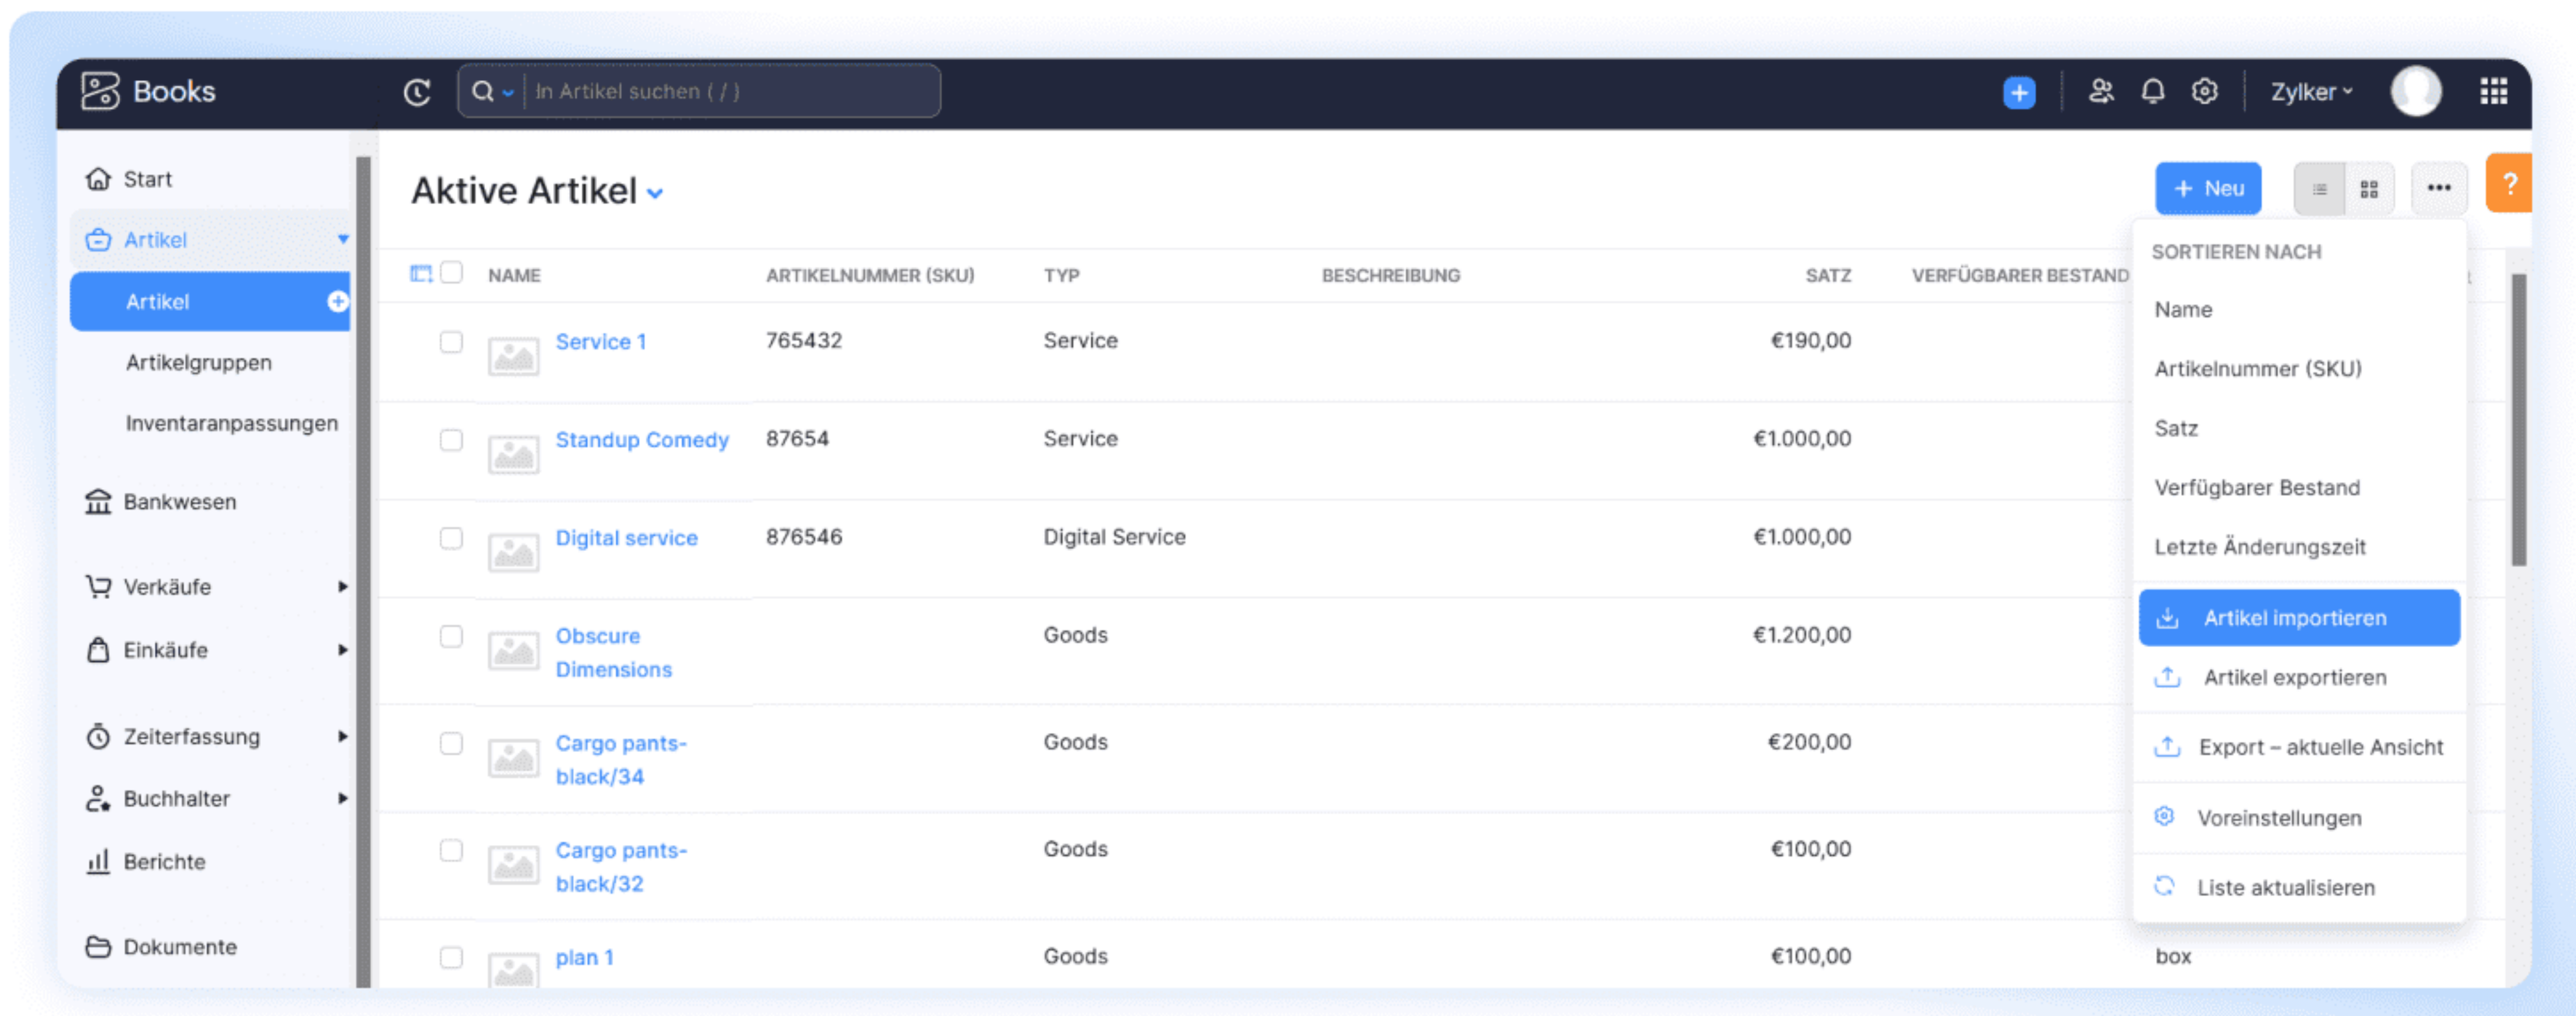 Books
In Artikel suchen ( / )
Zylker
Start
Artikel
Artikel
Artikelgruppen
Inventaranpassungen
Bankwesen
Verkäufe
Einkäufe
Zeiterfassung
Buchhalter
Berichte
Dokumente
Aktive Artikel
+ Neu
?
NAME ARTIKELNUMMER (SKU) TYP BESCHREIBUNG SATZ VERFÜGBARER BESTAND
Service 1 765432 Service €190,00
Standup Comedy 87654 Service €1.000,00
Digital service 876546 Digital Service €1.000,00
Obscure Goods €1.200,00
Dimensions
Cargo pants- Goods €200,00
black/34
Cargo pants- Goods €100,00
black/32
plan 1 Goods €100,00 box
SORTIEREN NACH
Name
Artikelnummer (SKU)
Satz
Verfügbarer Bestand
Letzte Änderungszeit
Artikel importieren
Artikel exportieren
Export – aktuelle Ansicht
Voreinstellungen
Liste aktualisieren